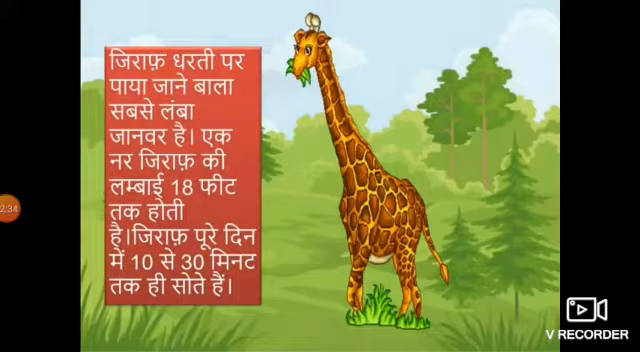 जिराफ़ धरती पर
पाया जाने बाला
सबसे लंबा
जानवर है। एक
नर जिराफ़ की
लम्बाई 18 फीट
तक होती
है।जिराफ़ पूरे दिन
में 10 से 30 मिनट
तक ही सोते हैं।
2:34
V RECORDER